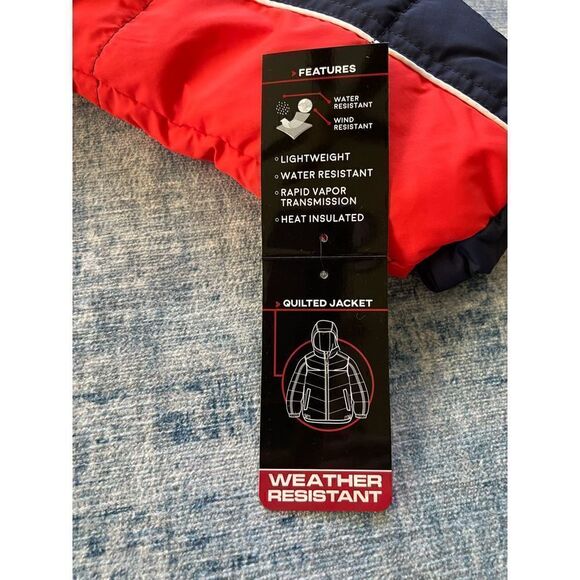 FEATURES
WATER
RESISTANT
WIND
RESISTANT
LIGHTWEIGHT
WATER RESISTANT
RAPID VAPOR
TRANSMISSION
HEAT INSULATED
QUILTED JACKET
WEATHER
RESISTANT